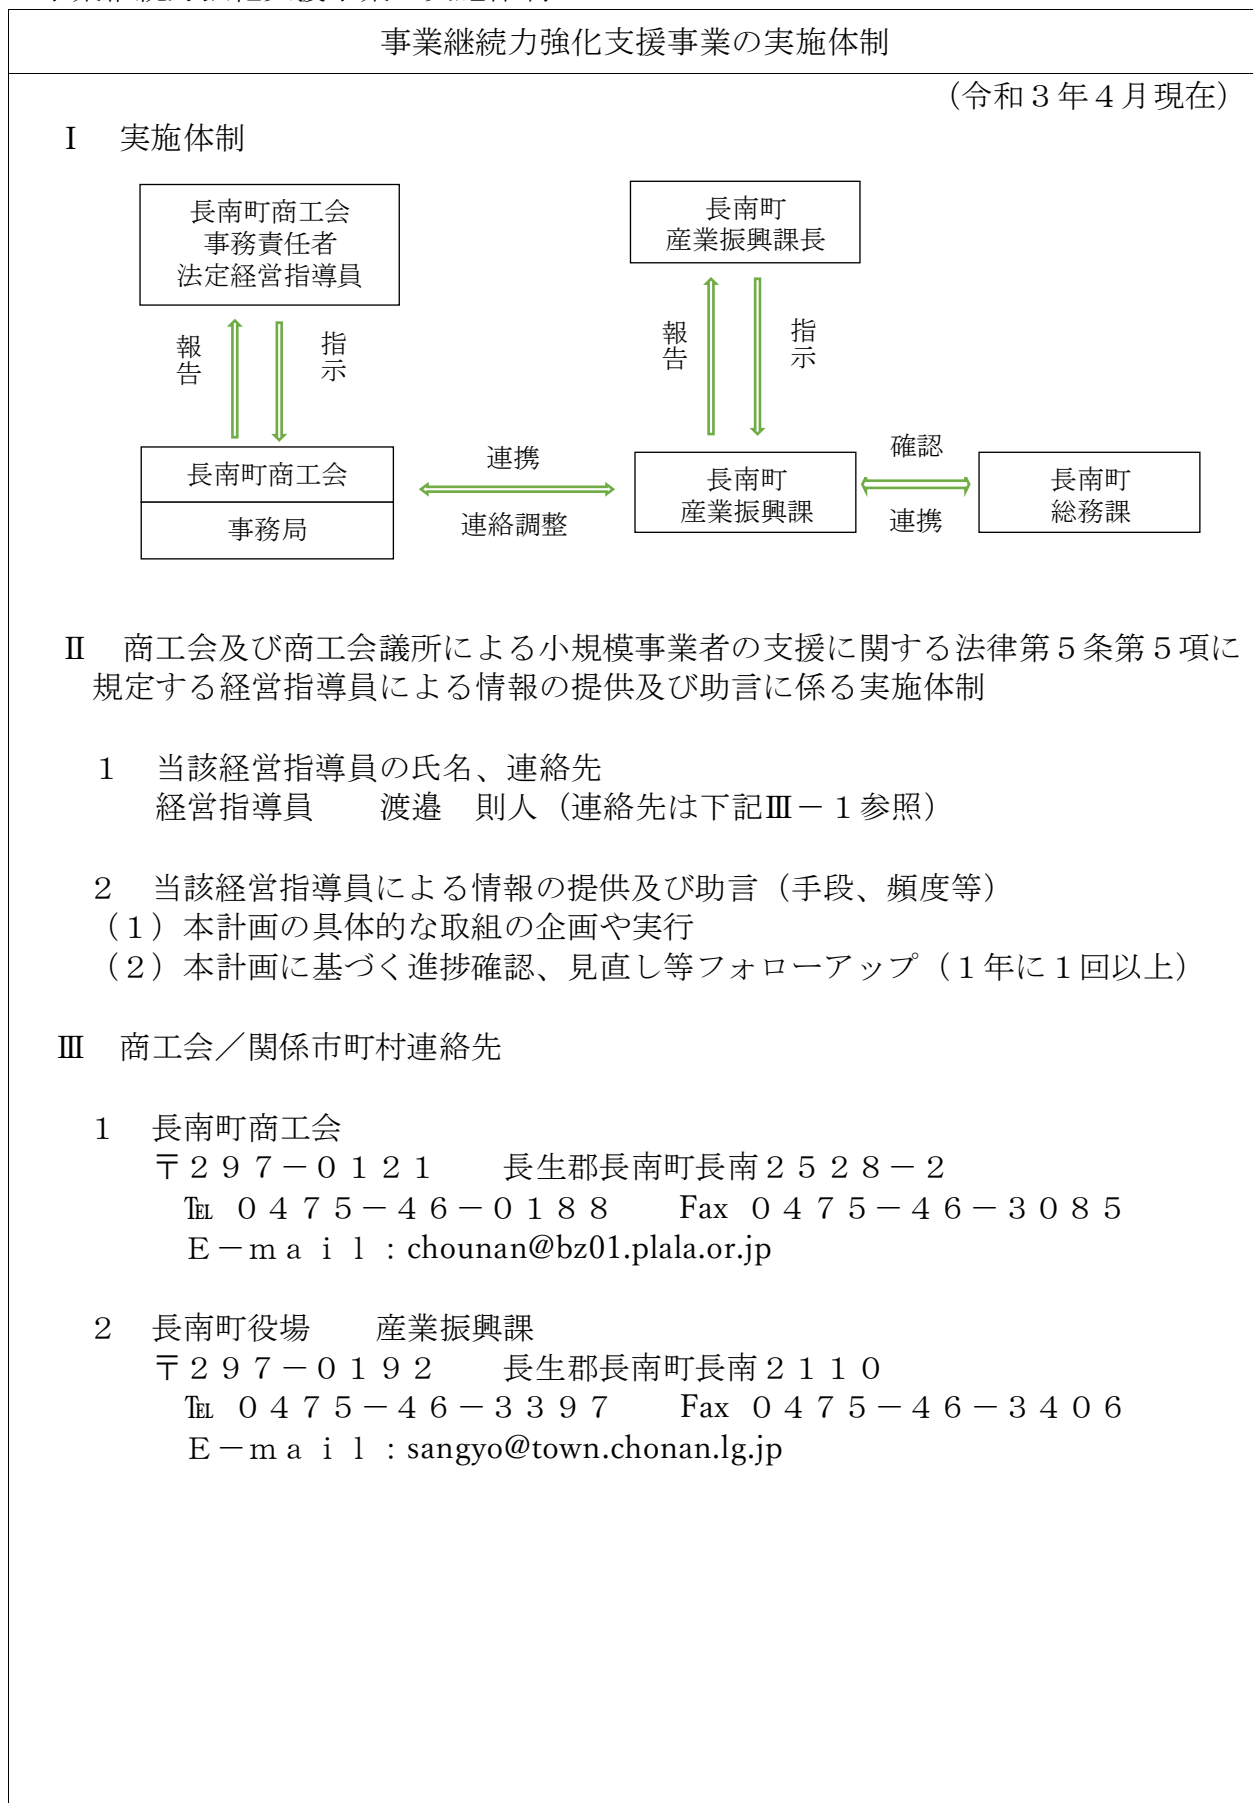 事業継続力強化支援事業の実施体制
（令和３年４月現在）
Ⅰ　実施体制
長南町商工会
事務責任者
法定経営指導員
長南町
産業振興課長
報告
指示
報告
指示
長南町商工会
事務局
連携
連絡調整
長南町
産業振興課
確認
連携
長南町
総務課
Ⅱ　商工会及び商工会議所による小規模事業者の支援に関する法律第５条第５項に
規定する経営指導員による情報の提供及び助言に係る実施体制
１　当該経営指導員の氏名、連絡先
経営指導員　　渡邉　則人（連絡先は下記Ⅲ－１参照）
２　当該経営指導員による情報の提供及び助言（手段、頻度等）
（１）本計画の具体的な取組の企画や実行
（２）本計画に基づく進捗確認、見直し等フォローアップ（１年に１回以上）
Ⅲ　商工会／関係市町村連絡先
１　長南町商工会
〒２９７－０１２１　　長生郡長南町長南２５２８－２
℡ ０４７５－４６－０１８８　　Fax ０４７５－４６－３０８５
Ｅ－ｍａｉｌ：chounan@bz01.plala.or.jp
２　長南町役場　　産業振興課
〒２９７－０１９２　　長生郡長南町長南２１１０
℡ ０４７５－４６－３３９７　　Fax ０４７５－４６－３４０６
Ｅ－ｍａｉｌ：sangyo@town.chonan.lg.jp